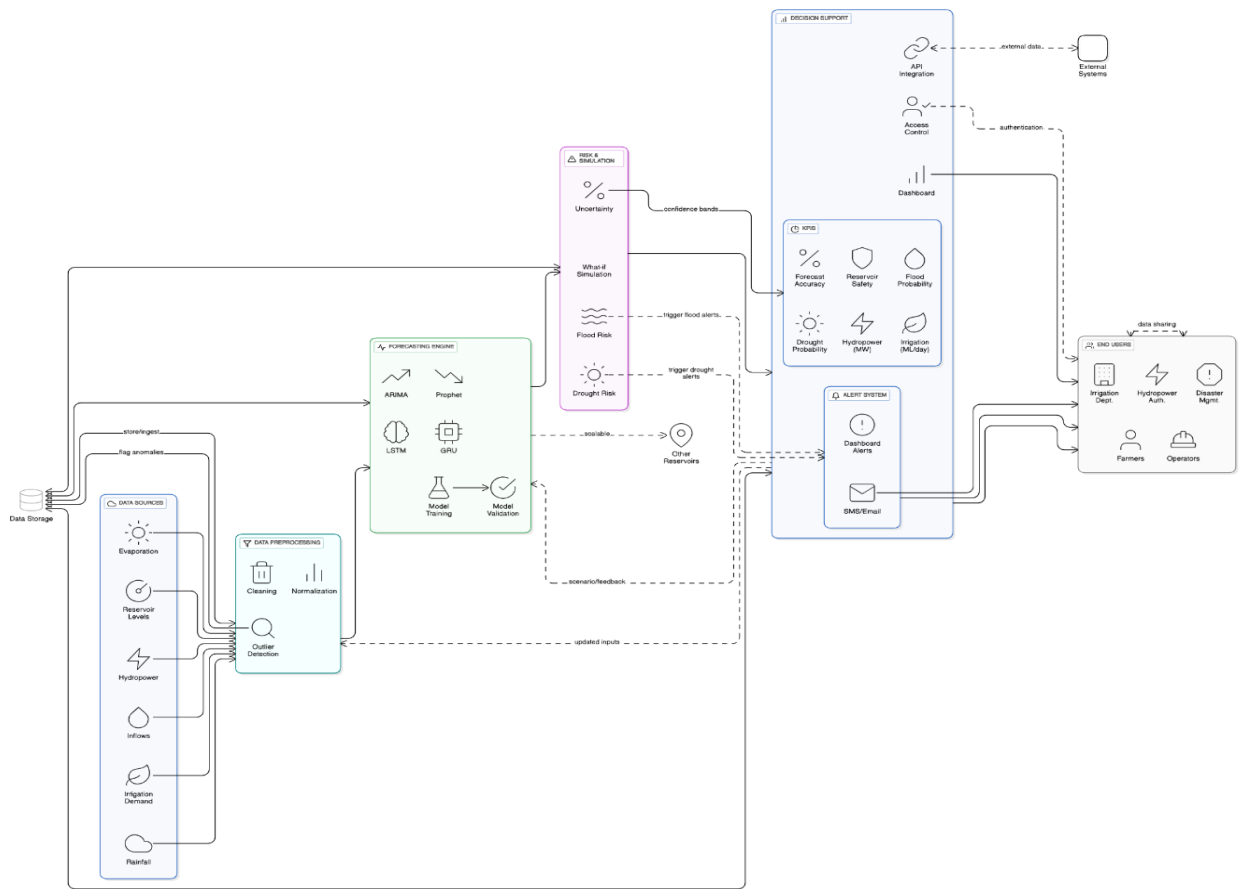 DECISION SUPPORT
API
Integration
external data
External
Systems
Access
Control
authentication
Dashboard
RISK &
SIMULATION
Uncertainty
confidence bands
What-if
Simulation
Flood Risk
trigger flood alerts
Drought Risk
trigger drought
alerts
KPIS
Forecast
Accuracy
Reservoir
Safety
Flood
Probability
Drought
Probability
Hydropower
(MW)
Irrigation
(ML/day)
ALERT SYSTEM
Dashboard
Alerts
SMS/Email
data sharing
END USERS
Irrigation
Dept.
Hydropower
Auth.
Disaster
Mgmt.
Farmers
Operators
FORECASTING ENGINE
ARIMA
Prophet
LSTM
GRU
Model
Training
Model
Validation
scalable
Other
Reservoirs
scenario/feedback
updated inputs
store/ingest
flag anomalies
Data Storage
DATA SOURCES
Evaporation
Reservoir
Levels
Hydropower
Inflows
Irrigation
Demand
Rainfall
DATA PREPROCESSING
Cleaning
Normalization
Outlier
Detection